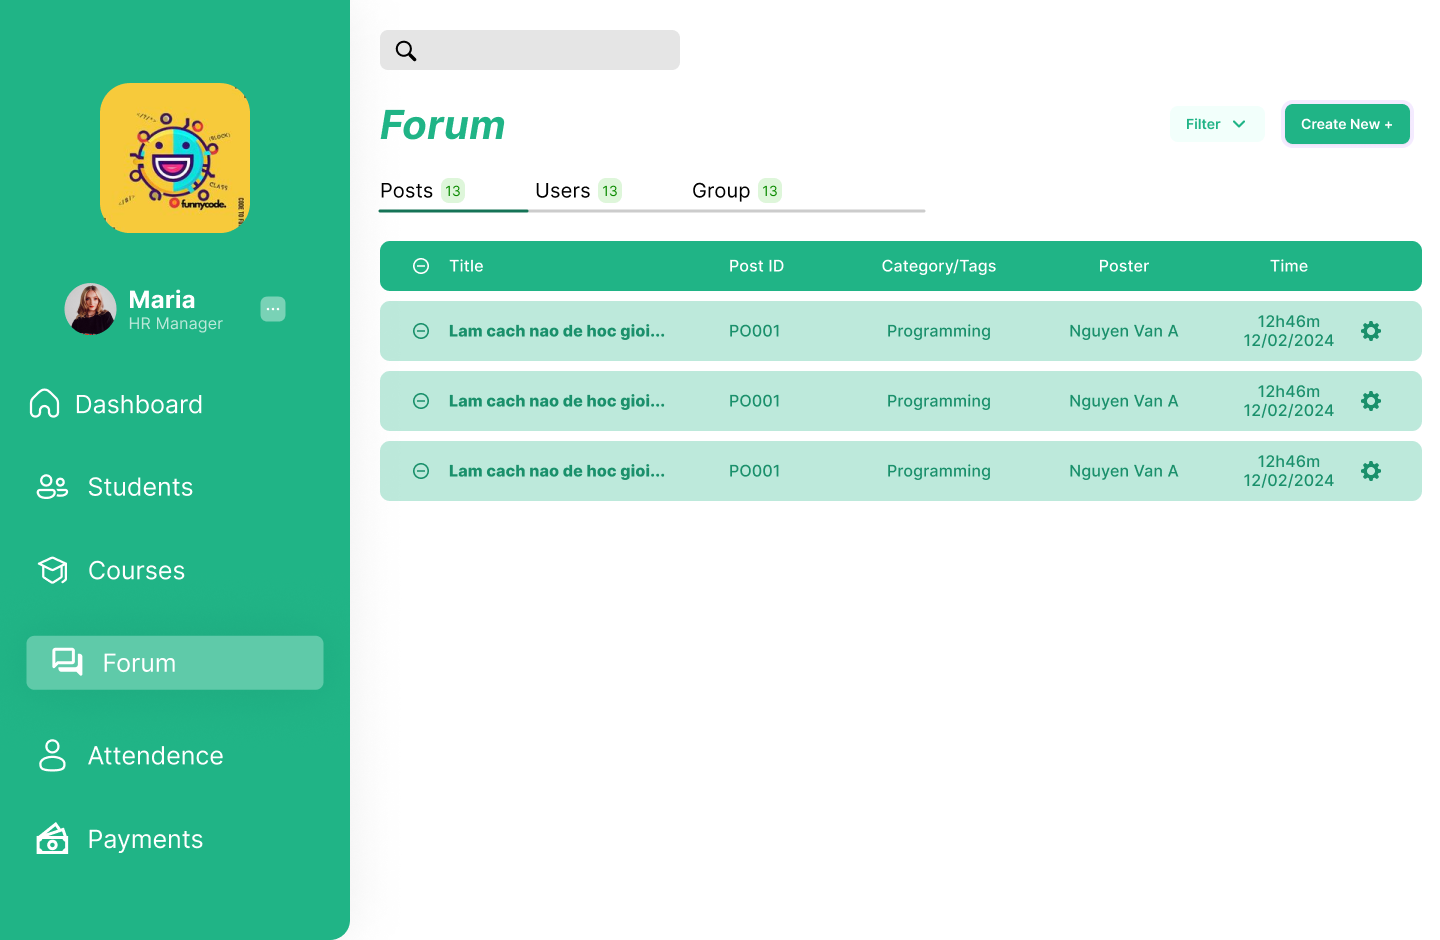 </>
{BLOCK}
CLASS
funnycode.
Maria
HR Manager
Dashboard
Students
Courses
Forum
Attendence
Payments
Forum
Filter
Create New +
Posts 13 Users 13 Group 13
Title Post ID Category/Tags Poster Time
Lam cach nao de hoc gioi... PO001 Programming Nguyen Van A 12h46m
12/02/2024
Lam cach nao de hoc gioi... PO001 Programming Nguyen Van A 12h46m
12/02/2024
Lam cach nao de hoc gioi... PO001 Programming Nguyen Van A 12h46m
12/02/2024